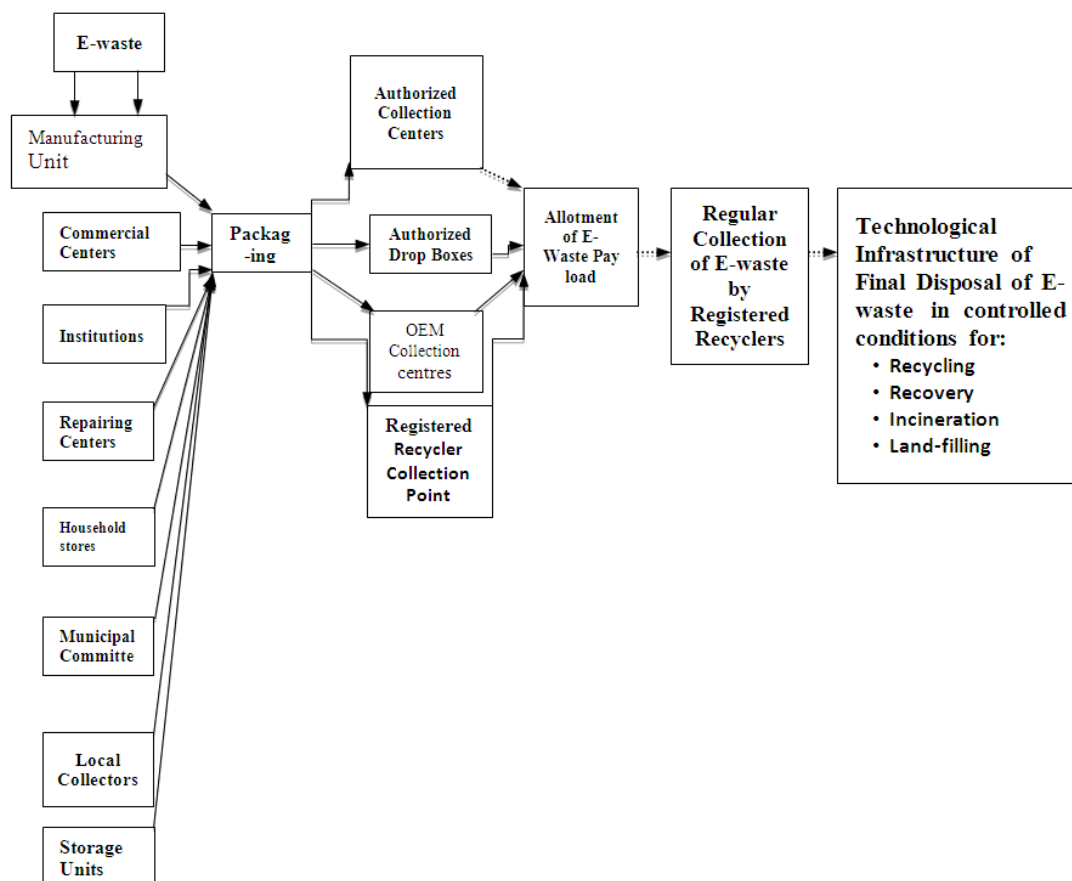 E-waste
Manufacturing
Unit
Commercial
Centers
Institutions
Repairing
Centers
Household
stores
Municipal
Committe
Local
Collectors
Storage
Units
Packag
-ing
Authorized
Collection
Centers
Authorized
Drop Boxes
OEM
Collection
centres
Registered
Recycler
Collection
Point
Allotment
of E-
Waste Pay
load
Regular
Collection
of E-waste
by
Registered
Recyclers
Technological
Infrastructure of
Final Disposal of E-
waste in controlled
conditions for:
• Recycling
• Recovery
• Incineration
• Land-filling